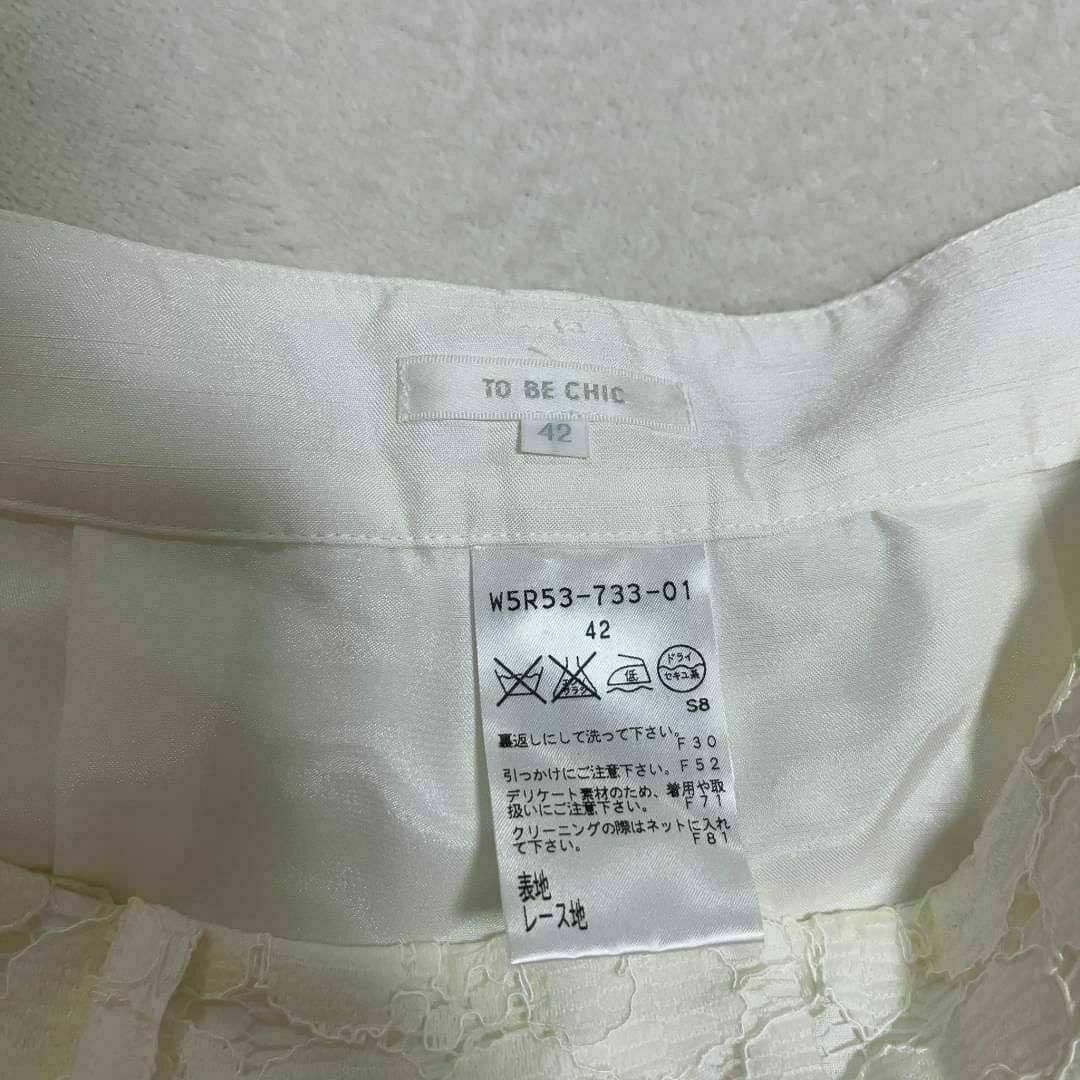 TO BE CHIC
42
W5R53-733-01
42
低
ドライ
セキユ系
S8
裏返しにして洗って下さい。F30
引っかけにご注意下さい。F52
デリケート素材のため、着用や取
扱いにご注意下さい。 F71
クリーニングの際はネットに入れ
て下さい。 F81
表地
レース地